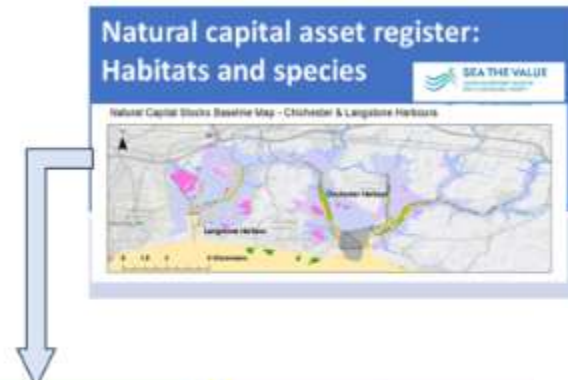 Natural capital asset register:
Habitats and species
SEA THE VALUE
Natural Capital Stocks Baseline Map - Chichester & Langstone Harbours
Chichester Harbour
Langstone Harbour